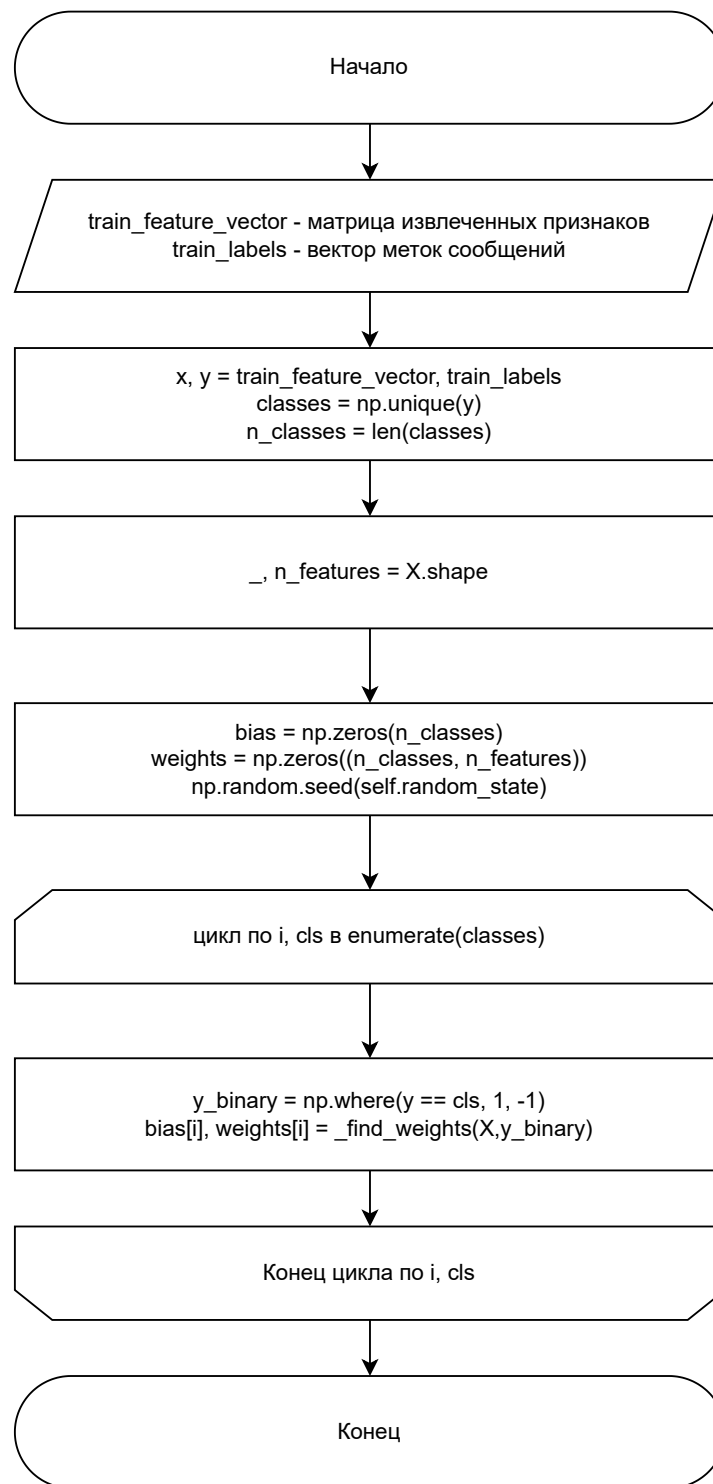 Начало
train_feature_vector - матрица извлеченных признаков
train_labels - вектор меток сообщений
x, y = train_feature_vector, train_labels
classes = np.unique(y)
n_classes = len(classes)
_, n_features = X.shape
bias = np.zeros(n_classes)
weights = np.zeros((n_classes, n_features))
np.random.seed(self.random_state)
цикл по i, cls в enumerate(classes)
y_binary = np.where(y == cls, 1, -1)
bias[i], weights[i] = _find_weights(X,y_binary)
Конец цикла по i, cls
Конец